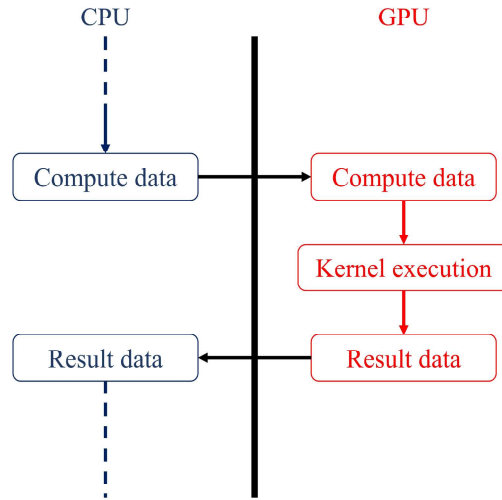 CPU
GPU
Compute data
Compute data
Kernel execution
Result data
Result data